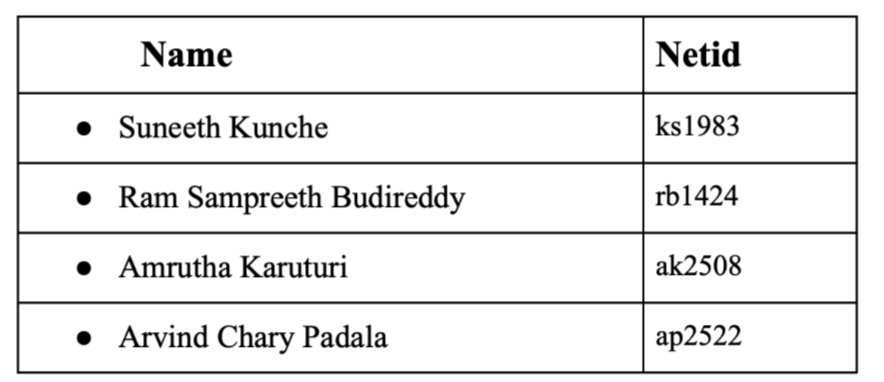 Name Netid
● Suneeth Kunche ks1983
● Ram Sampreeth Budireddy rb1424
● Amrutha Karuturi ak2508
● Arvind Chary Padala ap2522